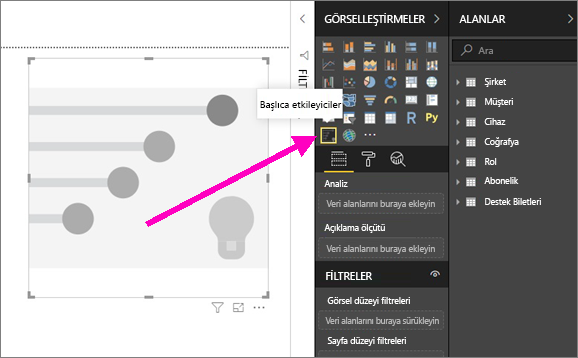 GÖRSELLEŞTİRMELER
ALANLAR
Ara
FİLT
Başlıca etkileyiciler
R
Py
Şirket
Müşteri
Cihaz
Coğrafya
Rol
Abonelik
Destek Biletleri
Analiz
Veri alanlarını buraya ekleyin
Açıklama ölçütü
Veri alanlarını buraya ekleyin
FİLTRELER
Görsel düzeyi filtreleri
Veri alanlarını buraya sürükleyin
Sayfa düzeyi filtreleri